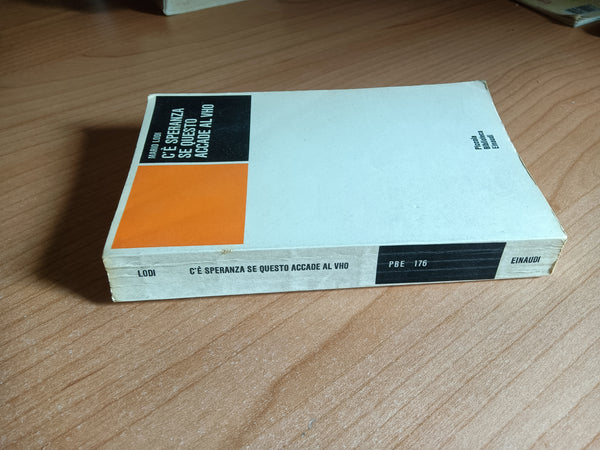 MARIO LODI
C'È SPERANZA
SE QUESTO
ACCADE AL VHO
Piccola
Biblioteca
Einaudi
LODI
C'È SPERANZA SE QUESTO ACCADE AL VHO
PBE 176
EINAUDI